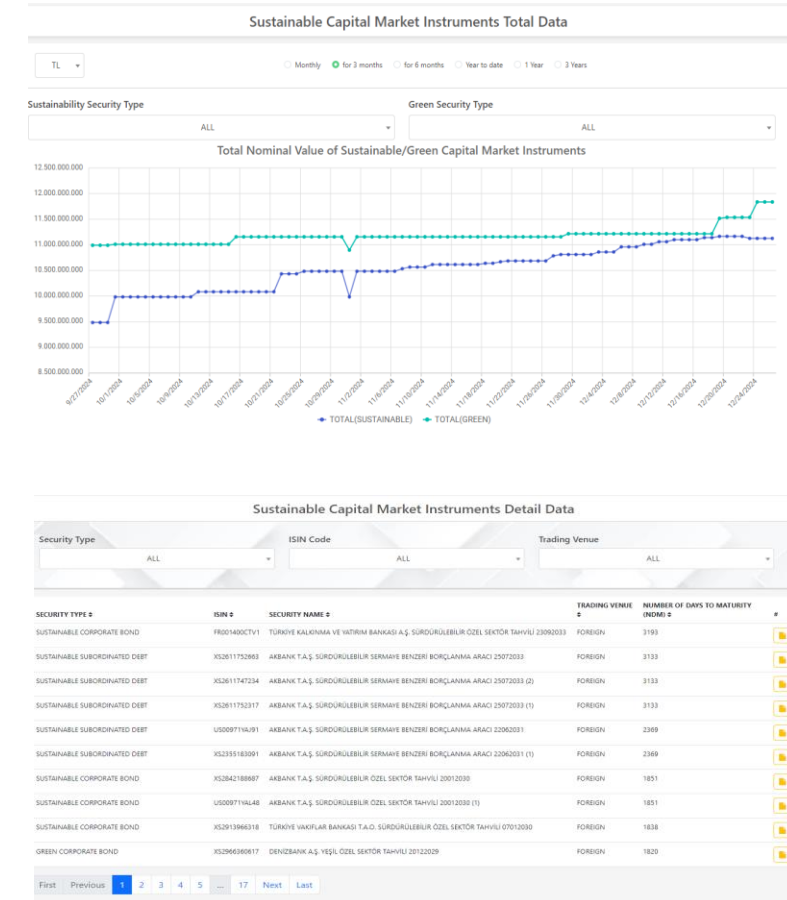 Sustainable Capital Market Instruments Total Data
TL Monthly for 3 months for 6 months Year to date 1 Year 3 Years
Sustainability Security Type Green Security Type
ALL ALL
Total Nominal Value of Sustainable/Green Capital Market Instruments
12.500.000.000
12.000.000.000
11.500.000.000
11.000.000.000
10.500.000.000
10.000.000.000
9.500.000.000
9.000.000.000
8.500.000.000
9/27/2024 10/1/2024 10/5/2024 10/9/2024 10/13/2024 10/17/2024 10/21/2024 10/25/2024 10/29/2024 11/2/2024 11/6/2024 11/10/2024 11/14/2024 11/18/2024 11/22/2024 11/26/2024 11/30/2024 12/4/2024 12/8/2024 12/12/2024 12/16/2024 12/20/2024 12/24/2024
TOTAL(SUSTAINABLE) TOTAL(GREEN)
Sustainable Capital Market Instruments Detail Data
Security Type ISIN Code Trading Venue
ALL ALL ALL
SECURITY TYPE ISIN SECURITY NAME TRADING VENUE NUMBER OF DAYS TO MATURITY (NDM) #
SUSTAINABLE CORPORATE BOND FR001400CTV1 TÜRKİYE KALKINMA VE YATIRIM BANKASI A.Ş. SÜRDÜRÜLEBİLİR ÖZEL SEKTÖR TAHVİLİ 23092033 FOREIGN 3193
SUSTAINABLE SUBORDINATED DEBT XS2611752663 AKBANK T.A.Ş. SÜRDÜRÜLEBİLİR SERMAYE BENZERİ BORÇLANMA ARACI 25072033 FOREIGN 3133
SUSTAINABLE SUBORDINATED DEBT XS2611747234 AKBANK T.A.Ş. SÜRDÜRÜLEBİLİR SERMAYE BENZERİ BORÇLANMA ARACI 25072033 (2) FOREIGN 3133
SUSTAINABLE SUBORDINATED DEBT XS2611752317 AKBANK T.A.Ş. SÜRDÜRÜLEBİLİR SERMAYE BENZERİ BORÇLANMA ARACI 25072033 (1) FOREIGN 3133
SUSTAINABLE SUBORDINATED DEBT US00971YAJ91 AKBANK T.A.Ş. SÜRDÜRÜLEBİLİR SERMAYE BENZERİ BORÇLANMA ARACI 22062031 FOREIGN 2369
SUSTAINABLE SUBORDINATED DEBT XS2355183091 AKBANK T.A.Ş. SÜRDÜRÜLEBİLİR SERMAYE BENZERİ BORÇLANMA ARACI 22062031 (1) FOREIGN 2369
SUSTAINABLE CORPORATE BOND XS2842188687 AKBANK T.A.Ş. SÜRDÜRÜLEBİLİR ÖZEL SEKTÖR TAHVİLİ 20012030 FOREIGN 1851
SUSTAINABLE CORPORATE BOND US00971YAL48 AKBANK T.A.Ş. SÜRDÜRÜLEBİLİR ÖZEL SEKTÖR TAHVİLİ 20012030 (1) FOREIGN 1851
SUSTAINABLE CORPORATE BOND XS2913966318 TÜRKİYE VAKIFLAR BANKASI T.A.O. SÜRDÜRÜLEBİLİR ÖZEL SEKTÖR TAHVİLİ 07012030 FOREIGN 1838
GREEN CORPORATE BOND XS2966360617 DENİZBANK A.Ş. YEŞİL ÖZEL SEKTÖR TAHVİLİ 20122029 FOREIGN 1820
First Previous 1 2 3 4 5 ... 17 Next Last